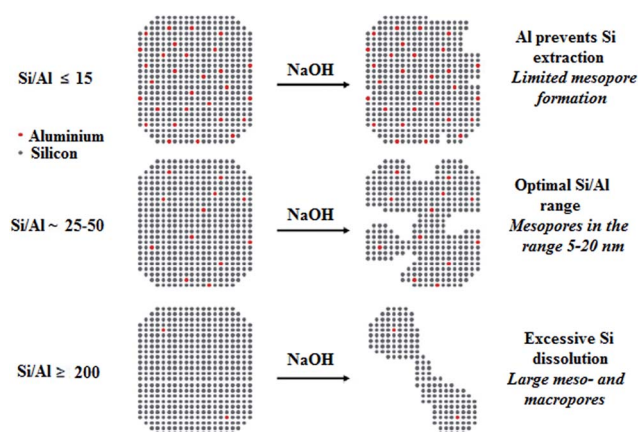 Si/Al ≤ 15
NaOH
Al prevents Si
extraction
Limited mesopore
formation
Aluminium
Silicon
Si/Al ~ 25-50
NaOH
Optimal Si/Al
range
Mesopores in the
range 5-20 nm
Si/Al ≥ 200
NaOH
Excessive Si
dissolution
Large meso- and
macropores